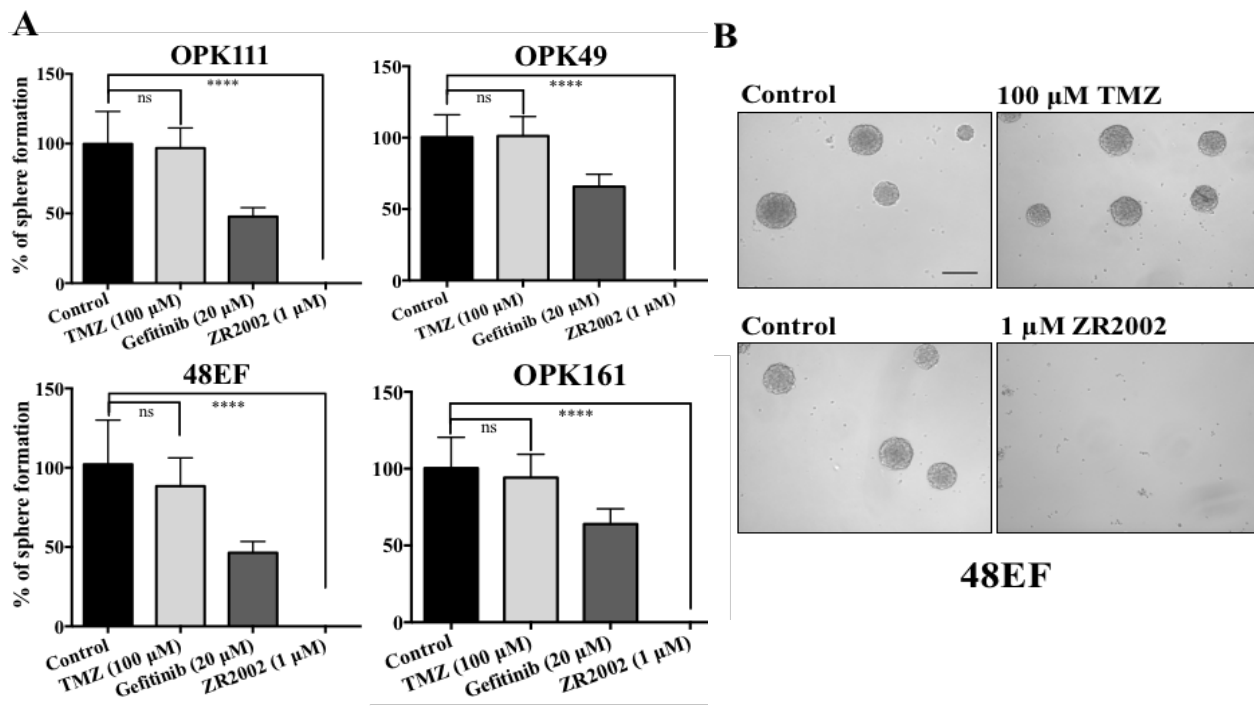 A
OPK111
% of sphere formation
150
100
50
0
ns
****
Control
TMZ (100 µM)
Gefitinib (20 µM)
ZR2002 (1 µM)
OPK49
150
100
50
0
ns
****
Control
TMZ (100 µM)
Gefitinib (20 µM)
ZR2002 (1 µM)
48EF
% of sphere formation
150
100
50
0
ns
****
Control
TMZ (100 µM)
Gefitinib (20 µM)
ZR2002 (1 µM)
OPK161
150
100
50
0
ns
****
Control
TMZ (100 µM)
Gefitinib (20 µM)
ZR2002 (1 µM)
B
Control
100 µM TMZ
Control
1 µM ZR2002
48EF